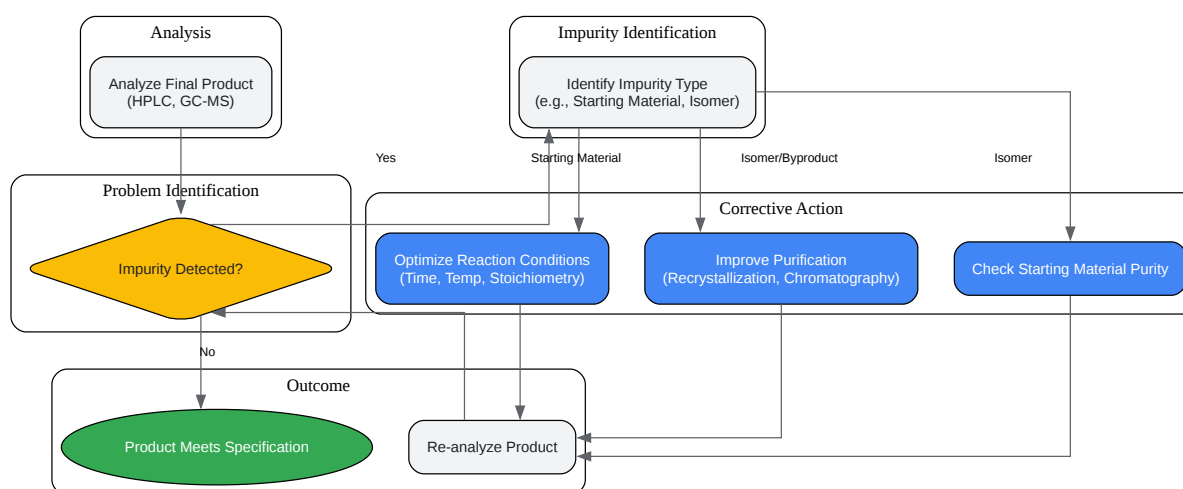 Analysis
Analyze Final Product
(HPLC, GC-MS)
Impurity Identification
Identify Impurity Type
(e.g., Starting Material, Isomer)
Yes
Starting Material
Isomer/Byproduct
Isomer
Problem Identification
Impurity Detected?
Corrective Action
Optimize Reaction Conditions
(Time, Temp, Stoichiometry)
Improve Purification
(Recrystallization, Chromatography)
Check Starting Material Purity
No
Outcome
Product Meets Specification
Re-analyze Product